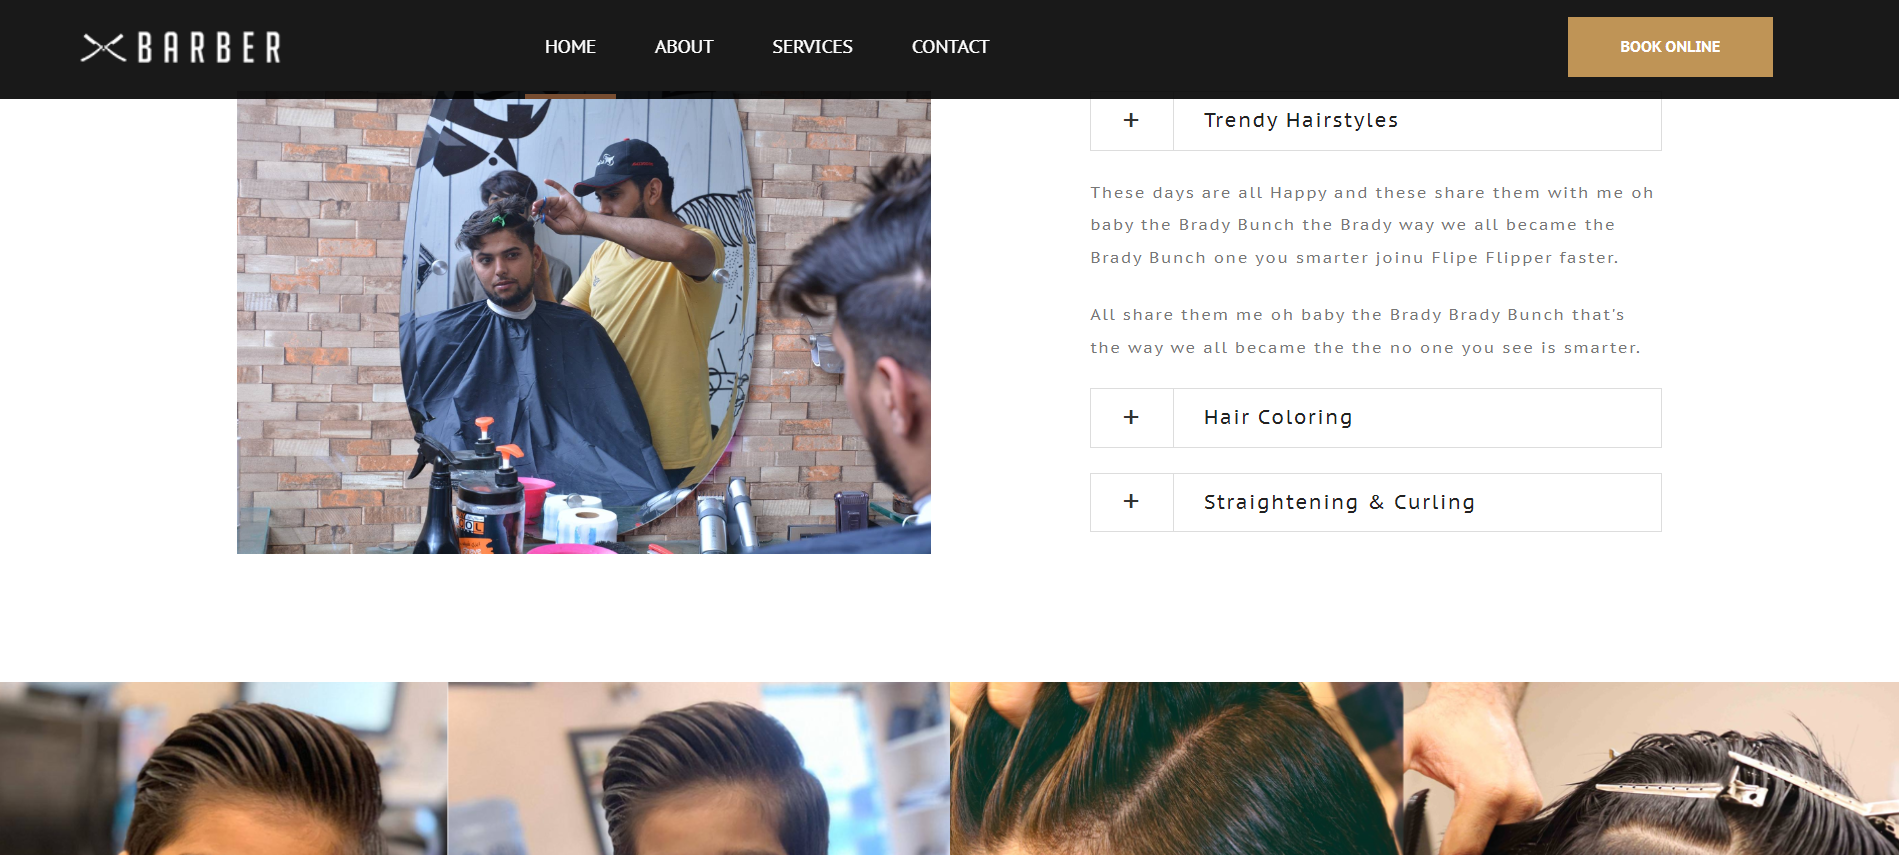 BARBER
HOME
ABOUT
SERVICES
CONTACT
BOOK ONLINE
+ Trendy Hairstyles
These days are all Happy and these share them with me oh
baby the Brady Bunch the Brady way we all became the
Brady Bunch one you smarter joinu Flipe Flipper faster.
All share them me oh baby the Brady Brady Bunch that's
the way we all became the the no one you see is smarter.
+ Hair Coloring
+ Straightening & Curling